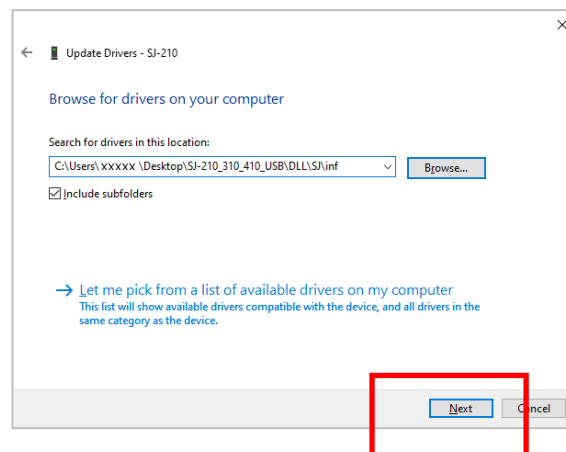 Update Drivers - SJ-210
Browse for drivers on your computer
Search for drivers in this location:
C:\Users\ xxxxx \Desktop\SJ-210_310_410_USB\DLL\SJ\inf
Browse...
Include subfolders
Let me pick from a list of available drivers on my computer
This list will show available drivers compatible with the device, and all drivers in the
same category as the device.
Next
Cancel